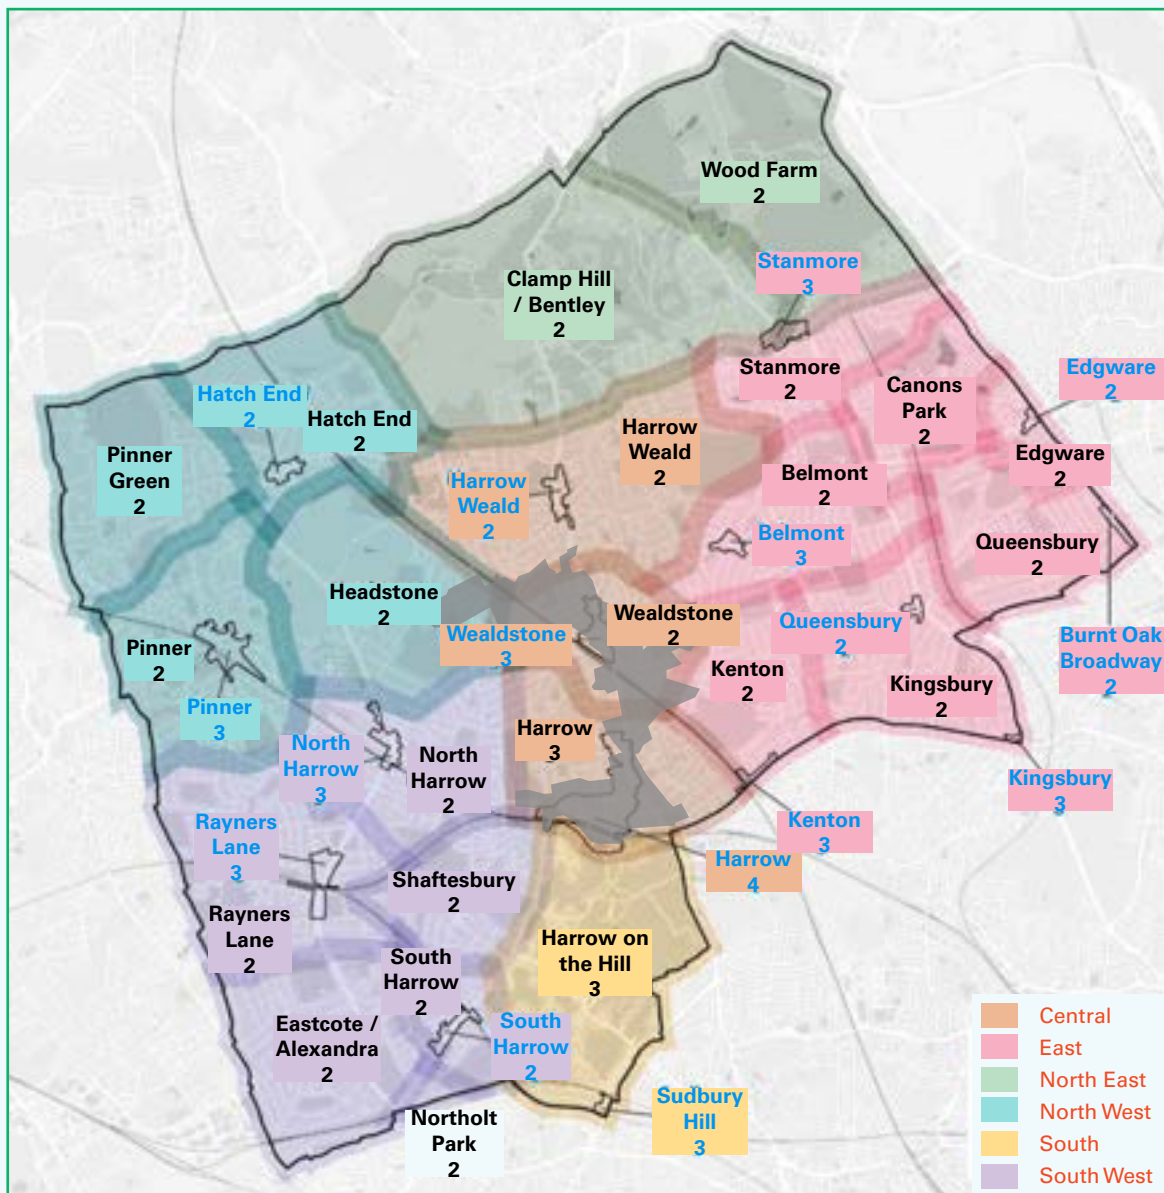 Wood Farm
2
Stanmore
3
Clamp Hill
/ Bentley
2
Stanmore
2
Edgware
2
Canons
Park
2
Hatch End
2
Hatch End
2
Harrow
Weald
2
Pinner
Green
2
Edgware
2
Belmont
2
Harrow
Weald
2
Belmont
3
Queensbury
2
Headstone
2
Wealdstone
2
Queensbury
2
Wealdstone
3
Burnt Oak
Broadway
2
Pinner
2
Kenton
2
Kingsbury
2
Pinner
3
Harrow
3
North
Harrow
3
North
Harrow
2
Kingsbury
3
Rayners
Lane
3
Kenton
3
Harrow
4
Shaftesbury
2
Rayners
Lane
2
Harrow on
the Hill
3
South
Harrow
2
Eastcote /
Alexandra
2
South
Harrow
2
Sudbury
Hill
3
Northolt
Park
2
Central
East
North East
North West
South
South West